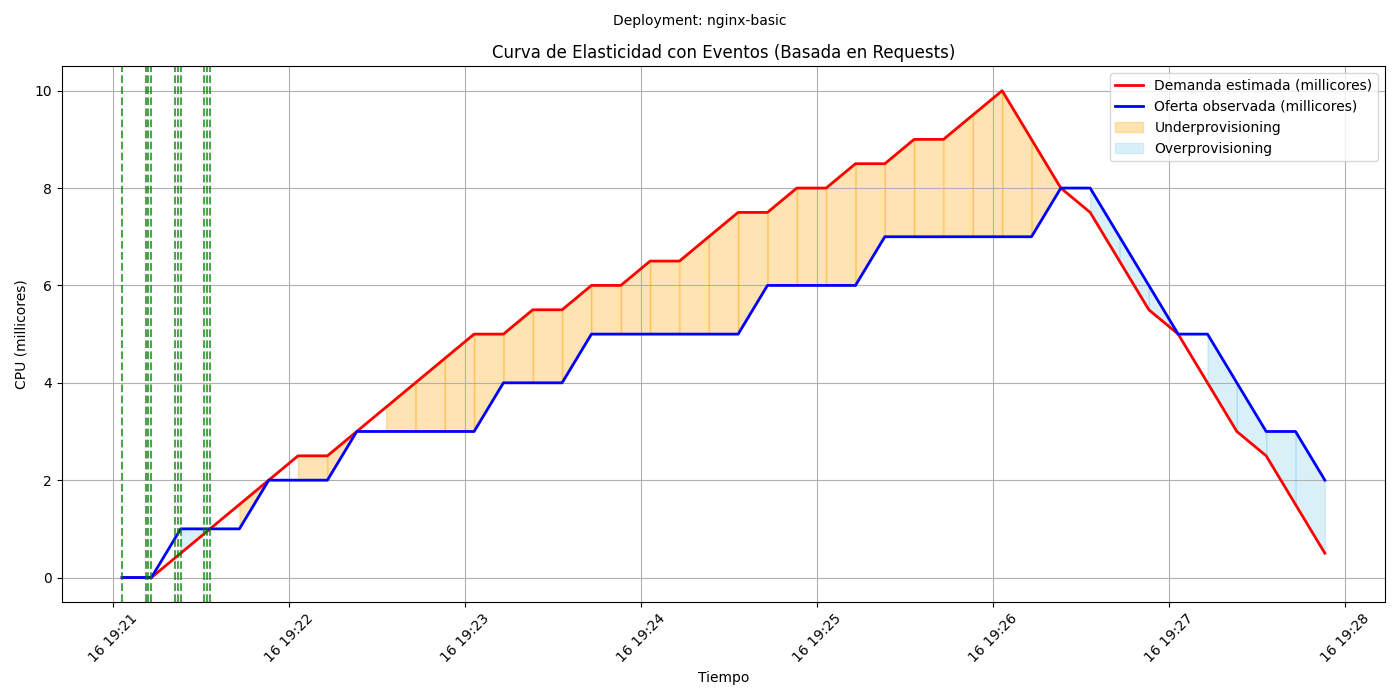 Deployment: nginx-basic
Curva de Elasticidad con Eventos (Basada en Requests)
Demanda estimada (millicores)
Oferta observada (millicores)
Underprovisioning
Overprovisioning
CPU (millicores)
10
8
6
4
2
0
16 19:21
16 19:22
16 19:23
16 19:24
16 19:25
16 19:26
16 19:27
16 19:28
Tiempo